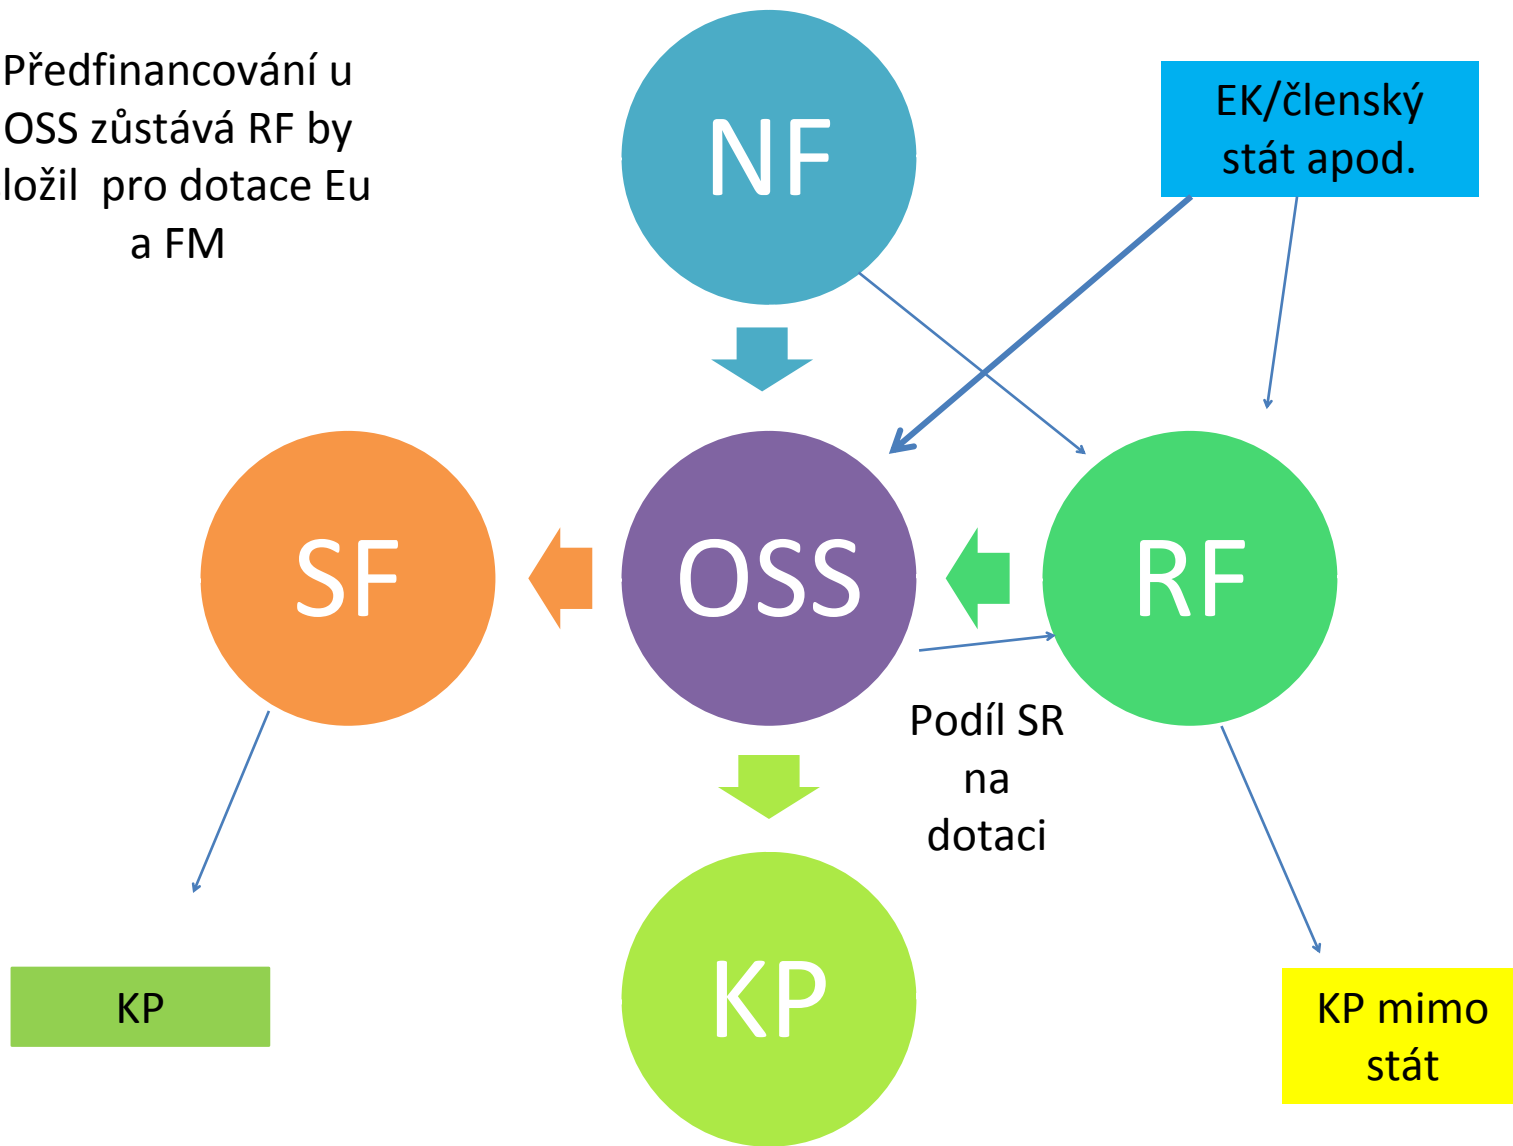 Předfinancování u
OSS zůstává RF by
ložil  pro dotace Eu
a FM
NF
EK/členský
stát apod.
SF
OSS
RF
Podíl SR
na
dotaci
KP
KP
KP mimo
stát